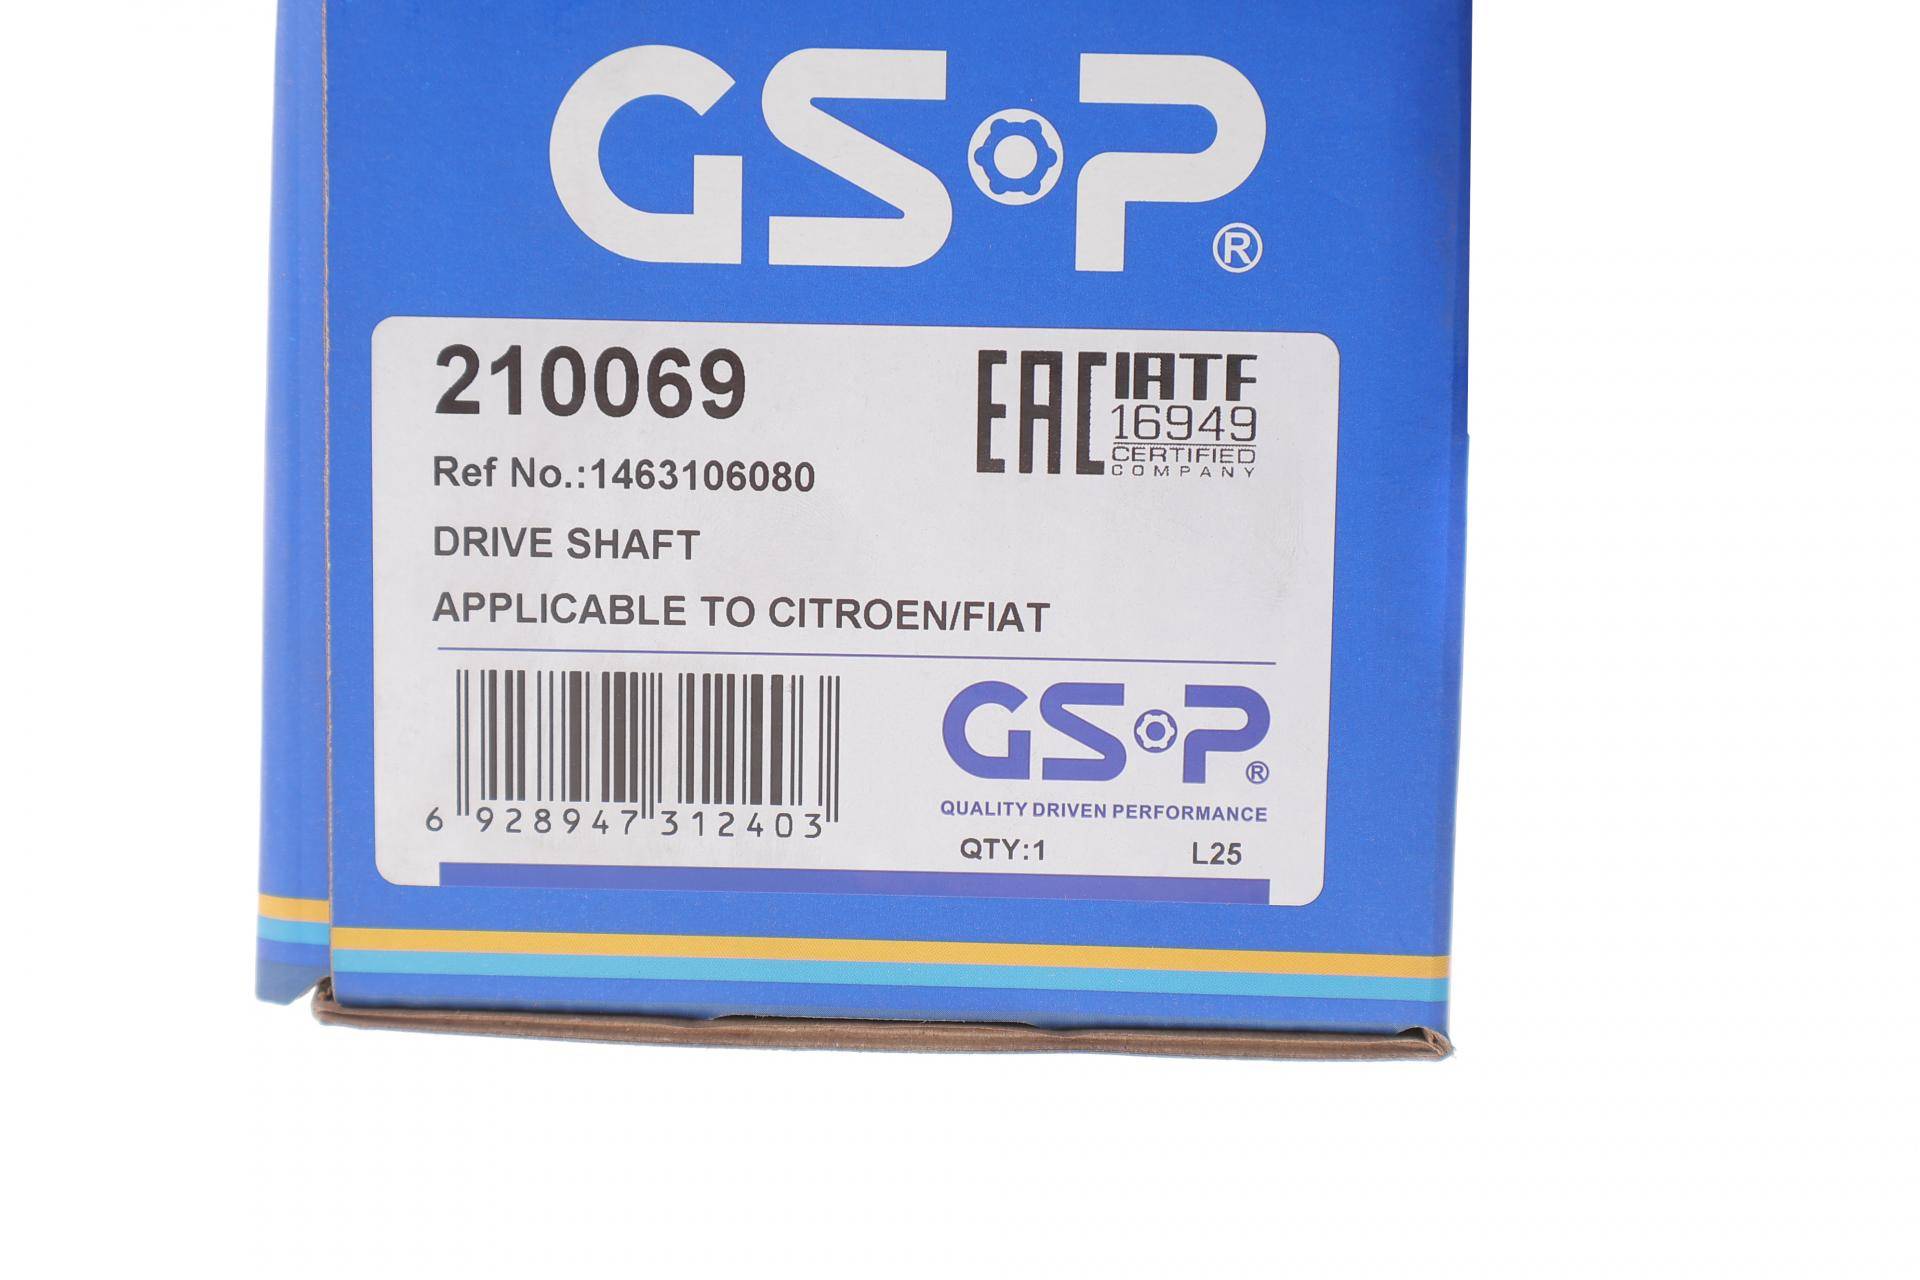 GSP®
210069
EAC IATF
16949
CERTIFIED
COMPANY
Ref No.:1463106080
DRIVE SHAFT
APPLICABLE TO CITROEN/FIAT
6 928947 312403
GSP®
QUALITY DRIVEN PERFORMANCE
QTY:1 L25